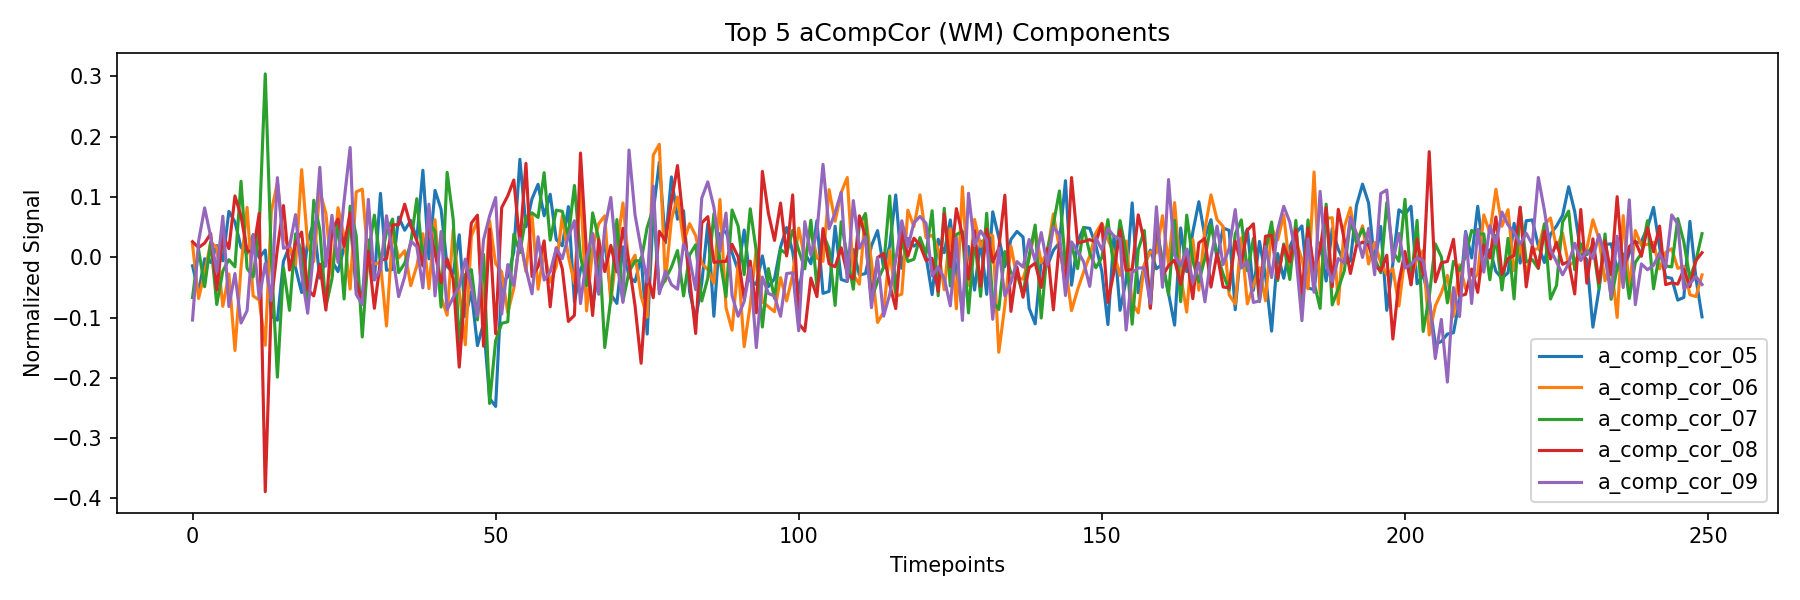 Top 5 aCompCor (WM) Components
Normalized Signal
0.3
0.2
0.1
0.0
−0.1
−0.2
−0.3
−0.4
0 50 100 150 200 250
Timepoints
a_comp_cor_05
a_comp_cor_06
a_comp_cor_07
a_comp_cor_08
a_comp_cor_09